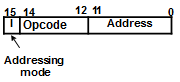 15 14 12 11 0
I Opcode Address
Addressing
mode